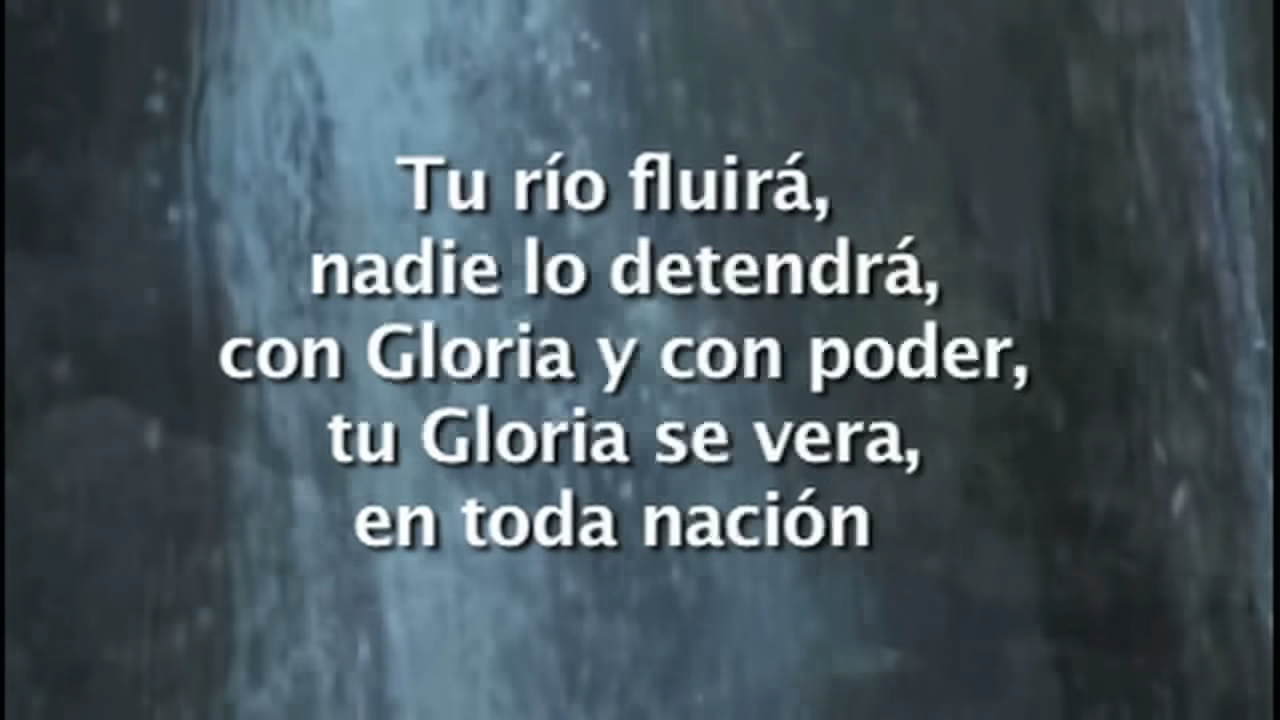 Tu río fluirá,
nadie lo detendrá,
con Gloria y con poder,
tu Gloria se vera,
en toda nación